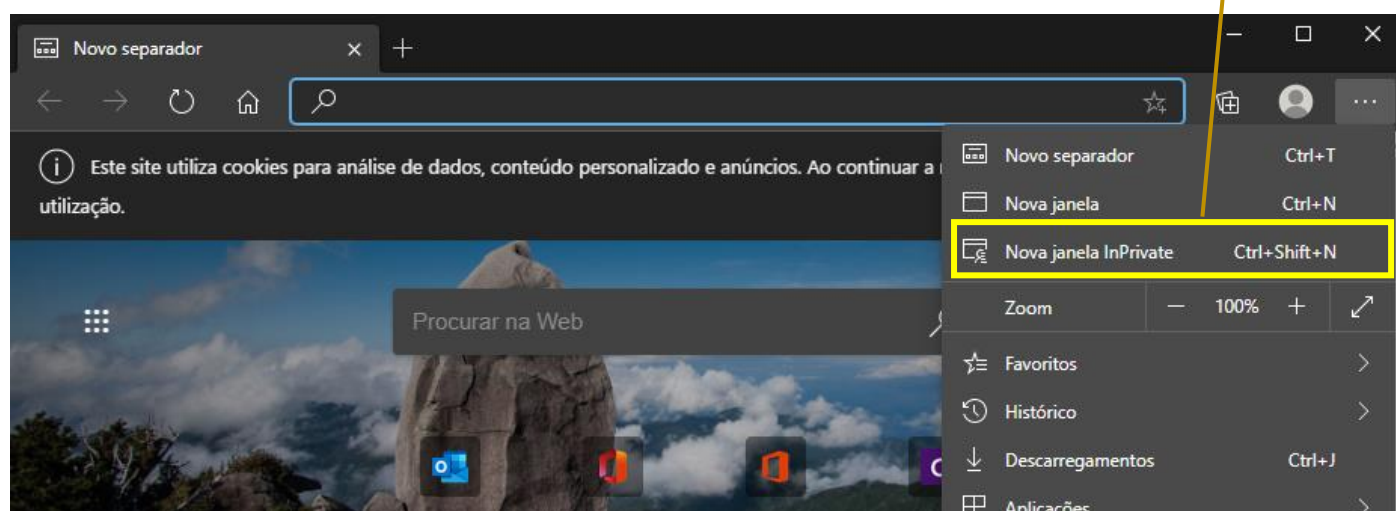 Novo separador
Este site utiliza cookies para análise de dados, conteúdo personalizado e anúncios. Ao continuar a
utilização.
Procurar na Web
Novo separador Ctrl+T
Nova janela Ctrl+N
Nova janela InPrivate Ctrl+Shift+N
Zoom 100%
Favoritos
Histórico
Descarregamentos Ctrl+J
Aplicações